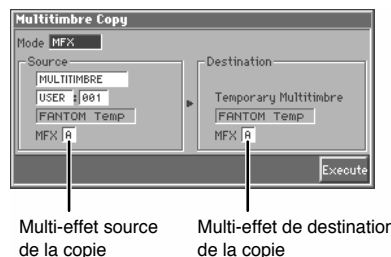 Multitimbre Copy
Mode MFX
Source
Destination
MULTITIMBRE
USER : 001
Temporary Multitimbre
FANTOM Temp
FANTOM Temp
MFX A
MFX A
Execute
Multi-effet source
de la copie
Multi-effet de destination
de la copie